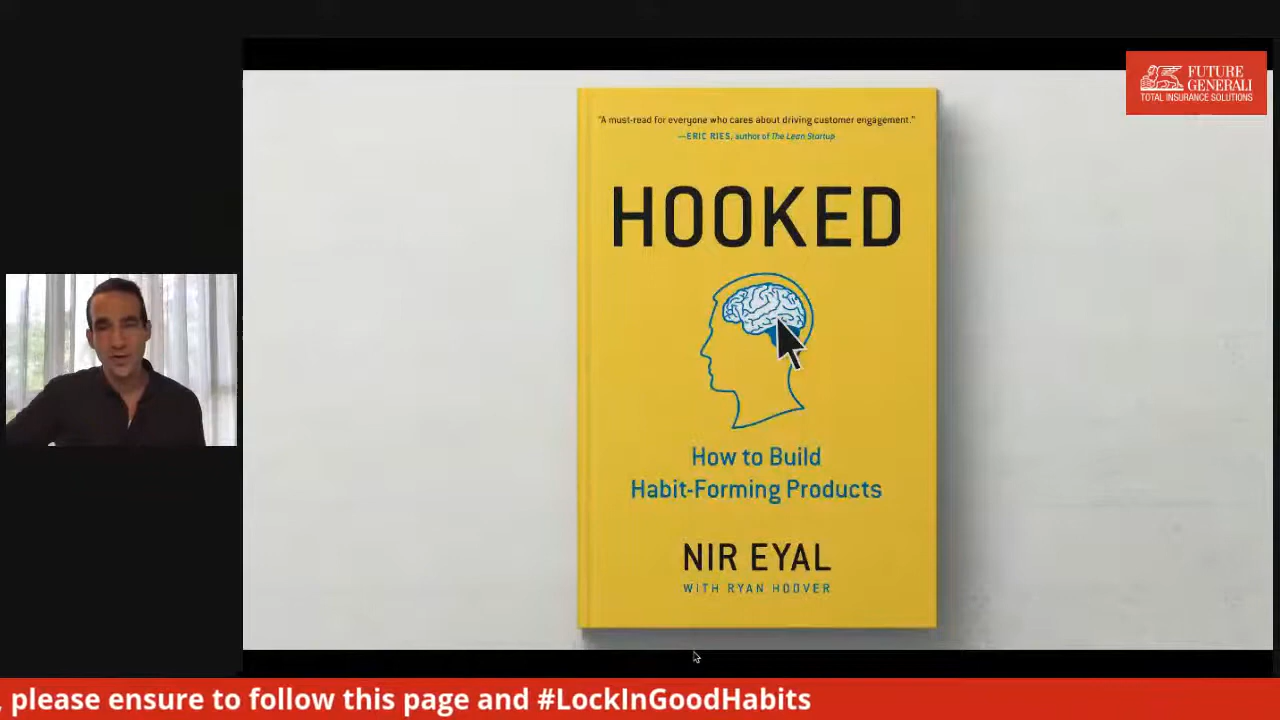 FUTURE
GENERALI
TOTAL INSURANCE SOLUTIONS
"A must-read for everyone who cares about driving customer engagement."
—ERIC RIES, author of The Lean Startup
HOOKED
How to Build
Habit-Forming Products
NIR EYAL
WITH RYAN HOOVER
, please ensure to follow this page and #LockInGoodHabits